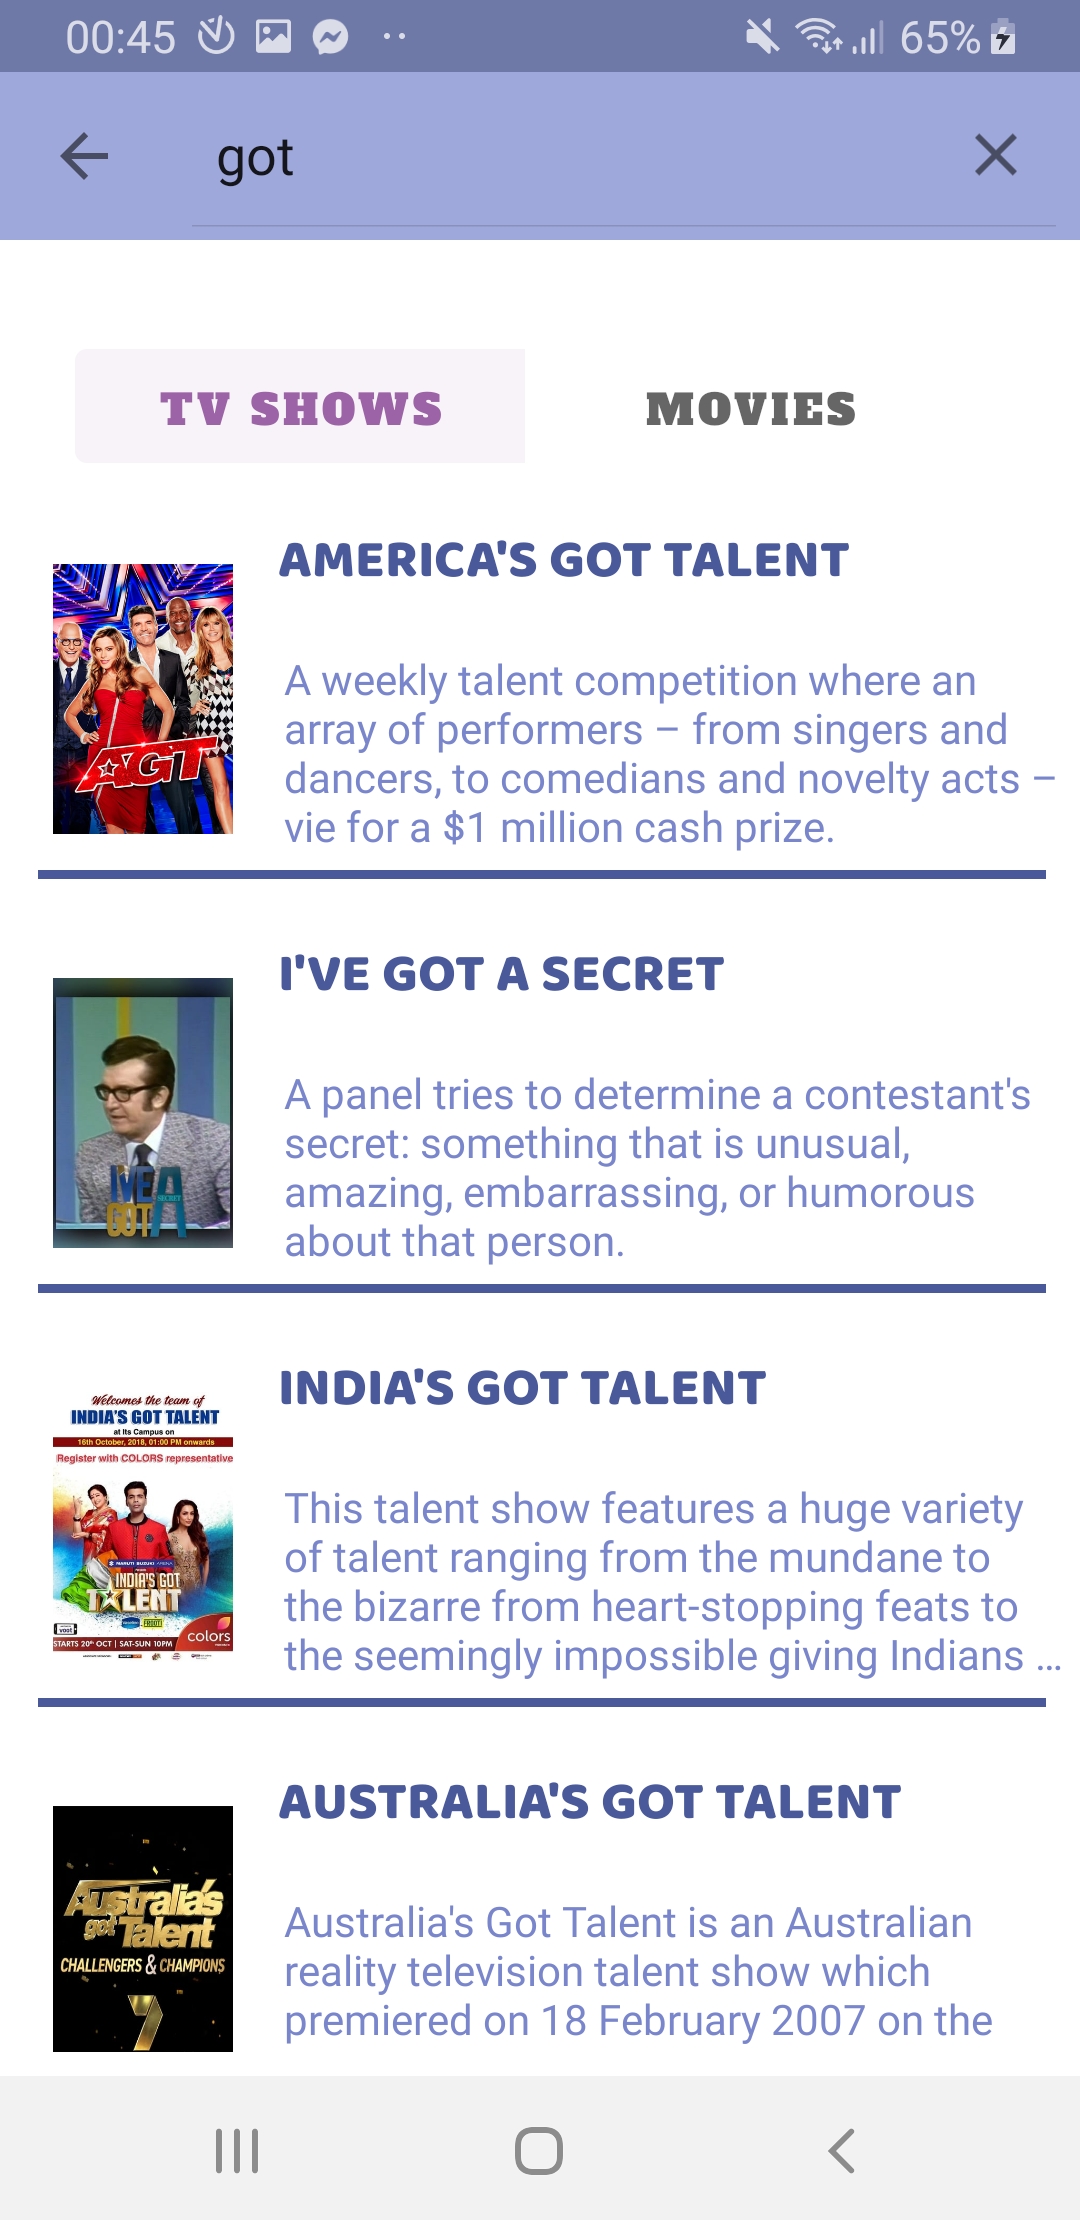 00:45
65%
got
TV SHOWS
MOVIES
AMERICA'S GOT TALENT
AGT
A weekly talent competition where an
array of performers – from singers and
dancers, to comedians and novelty acts –
vie for a $1 million cash prize.
I'VE GOT A SECRET
I'VE
GOT
A
SECRET
A panel tries to determine a contestant's
secret: something that is unusual,
amazing, embarrassing, or humorous
about that person.
INDIA'S GOT TALENT
Welcomes the team of
INDIA'S GOT TALENT
at Its Campus on
16th October, 2018, 01:00 PM onwards
Register with COLORS representative
MARUTI SUZUKI ARENA
INDIA'S GOT
TALENT
voot
FROOTI
colors
STARTS 20th OCT | SAT-SUN 10PM
This talent show features a huge variety
of talent ranging from the mundane to
the bizarre from heart-stopping feats to
the seemingly impossible giving Indians ...
AUSTRALIA'S GOT TALENT
Australia's
got Talent
CHALLENGERS & CHAMPIONS
7
Australia's Got Talent is an Australian
reality television talent show which
premiered on 18 February 2007 on the